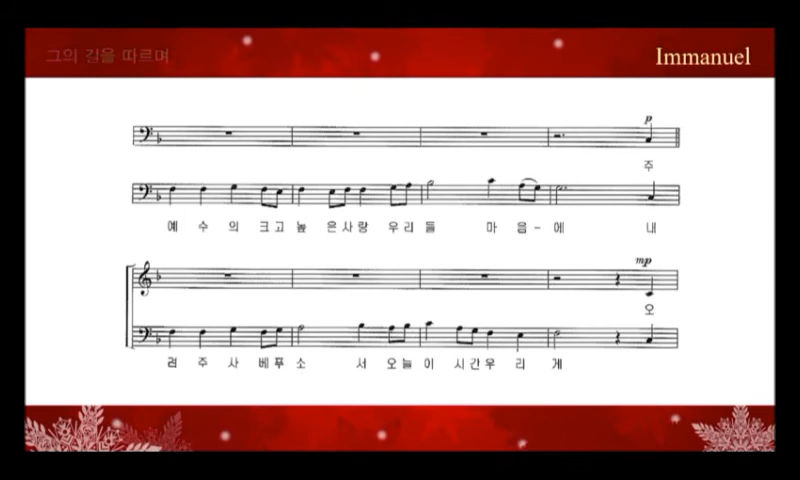 그의 길을 따르며
Immanuel
p
주
예 수 의 크고 높 은사랑 우리들 마 음- 에 내
mp
오
려 주 사 베푸 소 서 오늘 이 시간우 리 게